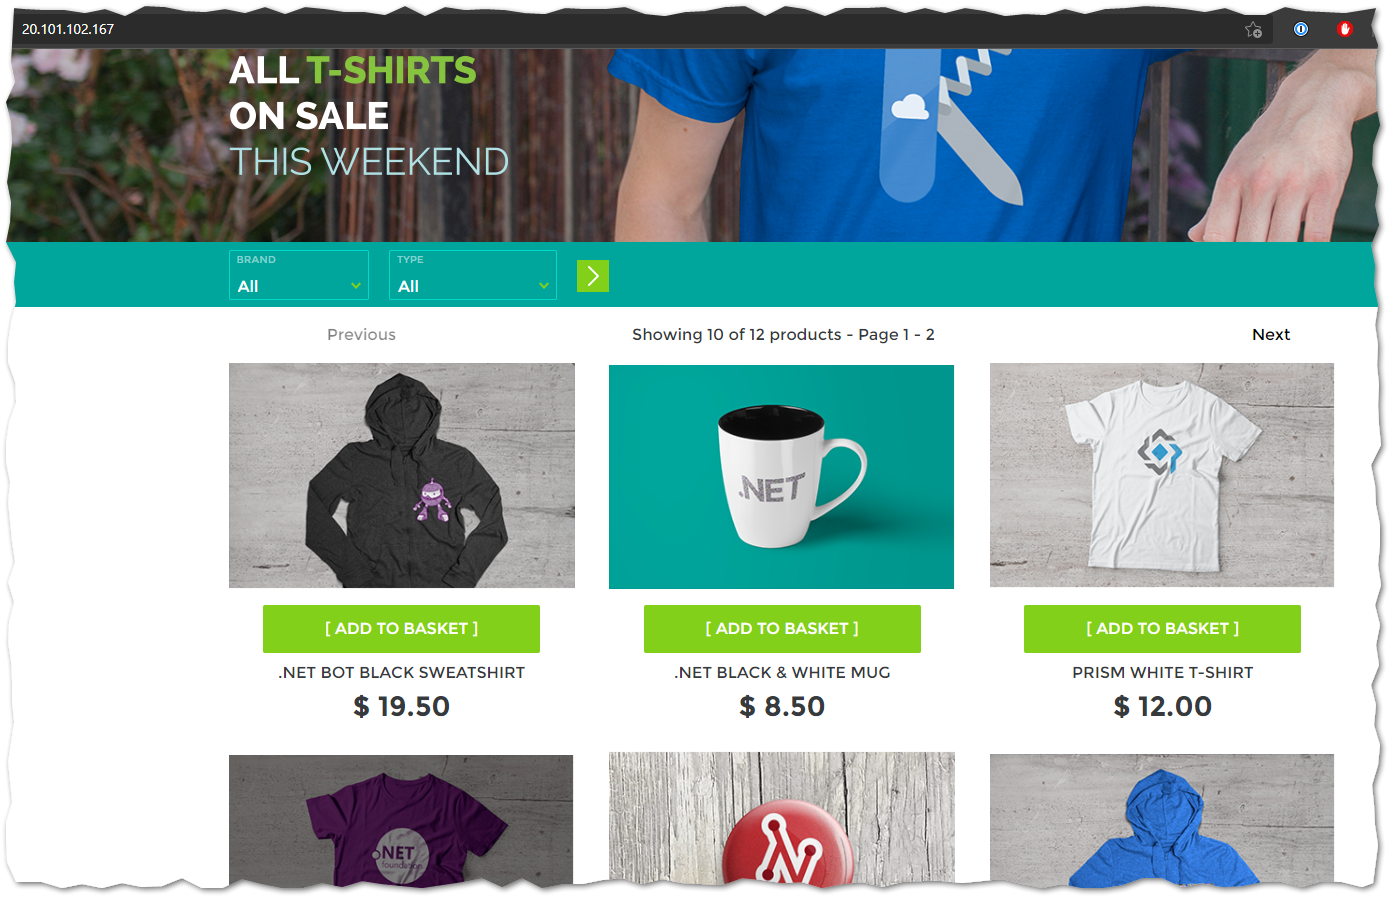 20.101.102.167
ALL T-SHIRTS
ON SALE
THIS WEEKEND
BRAND
All
TYPE
All
Previous
Showing 10 of 12 products - Page 1 - 2
Next
.NET
[ ADD TO BASKET ]
[ ADD TO BASKET ]
[ ADD TO BASKET ]
.NET BOT BLACK SWEATSHIRT
.NET BLACK & WHITE MUG
PRISM WHITE T-SHIRT
$ 19.50
$ 8.50
$ 12.00
.NET
foundation